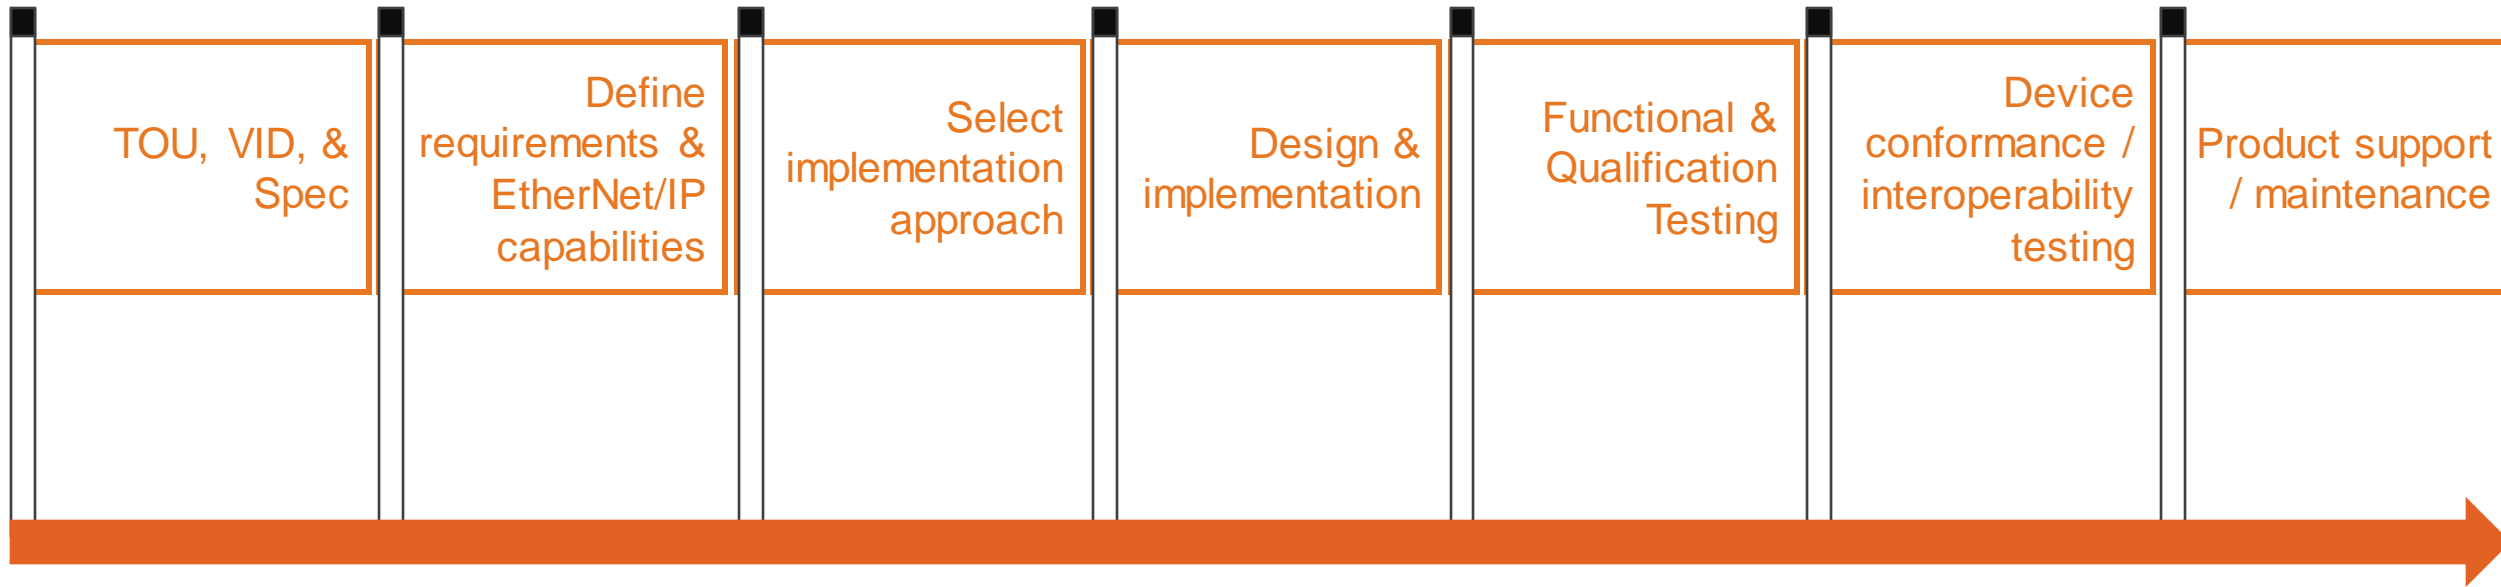 TOU, VID, &
Spec
Define
requirements &
EtherNet/IP
capabilities
Select
implementation
approach
Design &
implementation
Functional &
Qualification
Testing
Device
conformance /
interoperability
testing
Product support
/ maintenance